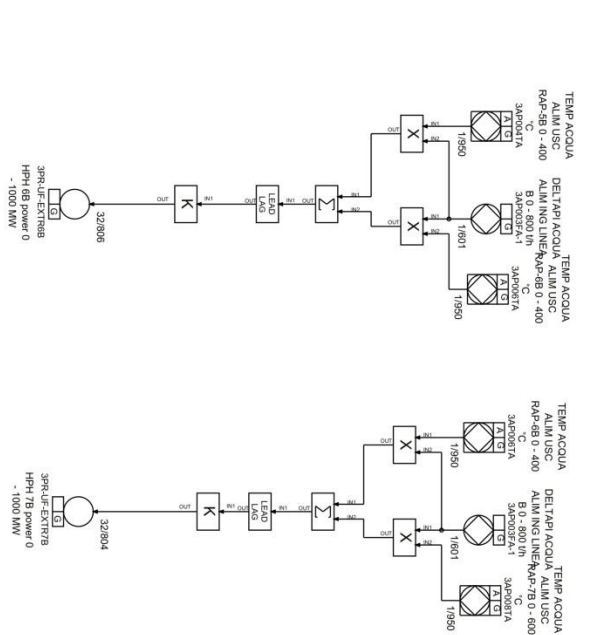 TEMP ACQUA
ALIM USC
RAP-5B 0 - 400
°C
3AP004TA
A
G
1/950
DELTAPI ACQUA
ALIM ING LINEA
B 0 - 800 t/h
3AP003FA-1
G
1/601
TEMP ACQUA
ALIM USC
RAP-6B 0 - 400
°C
3AP006TA
A
G
1/950
IN1
IN2
X
OUT
IN1
IN2
X
OUT
IN1
IN2
Σ
OUT
IN1
LEAD
LAG
OUT
IN1
K
OUT
32/806
G
3PR-UF-EXTR6B
HPH 6B power 0
- 1000 MW
TEMP ACQUA
ALIM USC
RAP-6B 0 - 400
°C
3AP006TA
A
G
1/950
DELTAPI ACQUA
ALIM ING LINEA
B 0 - 800 t/h
3AP003FA-1
G
1/601
TEMP ACQUA
ALIM USC
RAP-7B 0 - 600
°C
3AP008TA
A
G
1/950
IN1
IN2
X
OUT
IN1
IN2
X
OUT
IN1
IN2
Σ
OUT
IN1
LEAD
LAG
OUT
IN1
K
OUT
32/804
G
3PR-UF-EXTR7B
HPH 7B power 0
- 1000 MW